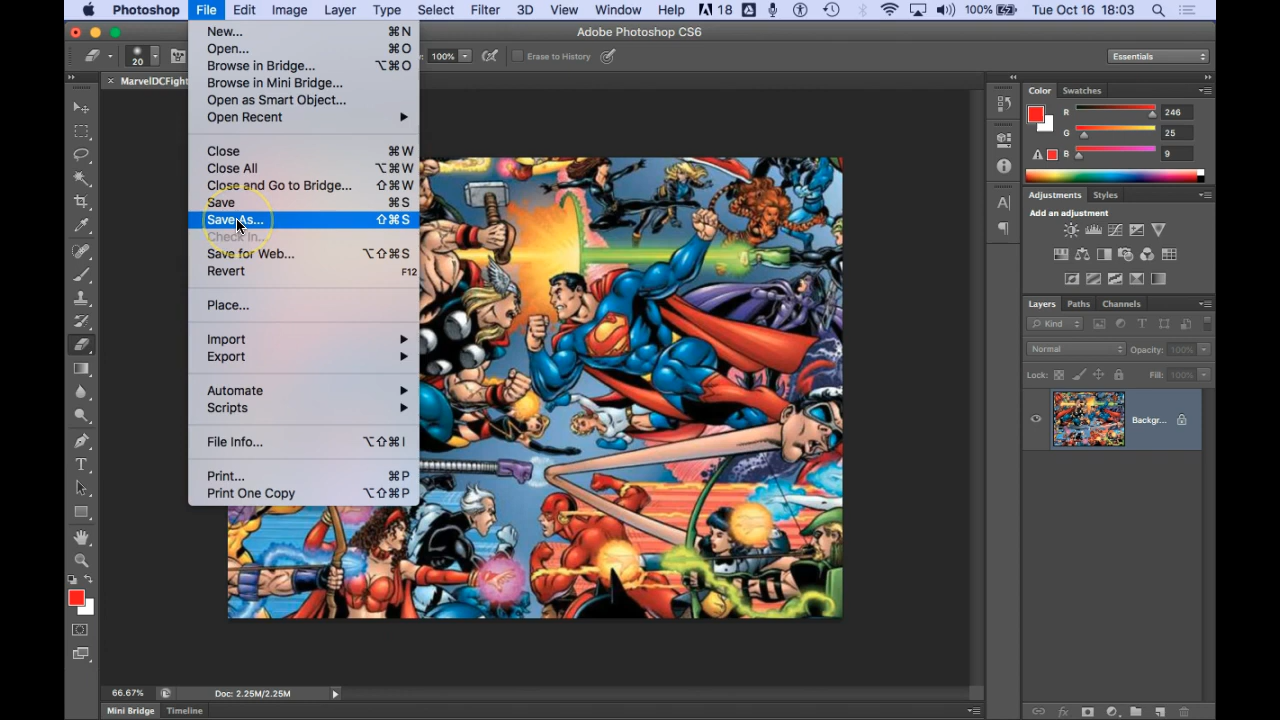 Photoshop File Edit Image Layer Type Select Filter 3D View Window Help 18 100% Tue Oct 16 18:03
Adobe Photoshop CS6
20 100% Erase to History Essentials
MarvelDCFight
New... ⌘N
Open... ⌘O
Browse in Bridge... ⌥⌘O
Browse in Mini Bridge...
Open as Smart Object...
Open Recent
Close ⌘W
Close All ⌥⌘W
Close and Go to Bridge... ⇧⌘W
Save ⌘S
Save As... ⇧⌘S
Check In...
Save for Web... ⌥⇧⌘S
Revert F12
Place...
Import
Export
Automate
Scripts
File Info... ⌥⇧⌘I
Print... ⌘P
Print One Copy ⌥⇧⌘P
Color Swatches
R 246
G 25
B 9
Adjustments Styles
Add an adjustment
Layers Paths Channels
Kind
Normal Opacity: 100%
Lock: Fill: 100%
Backgr...
66.67% Doc: 2.25M/2.25M
Mini Bridge Timeline